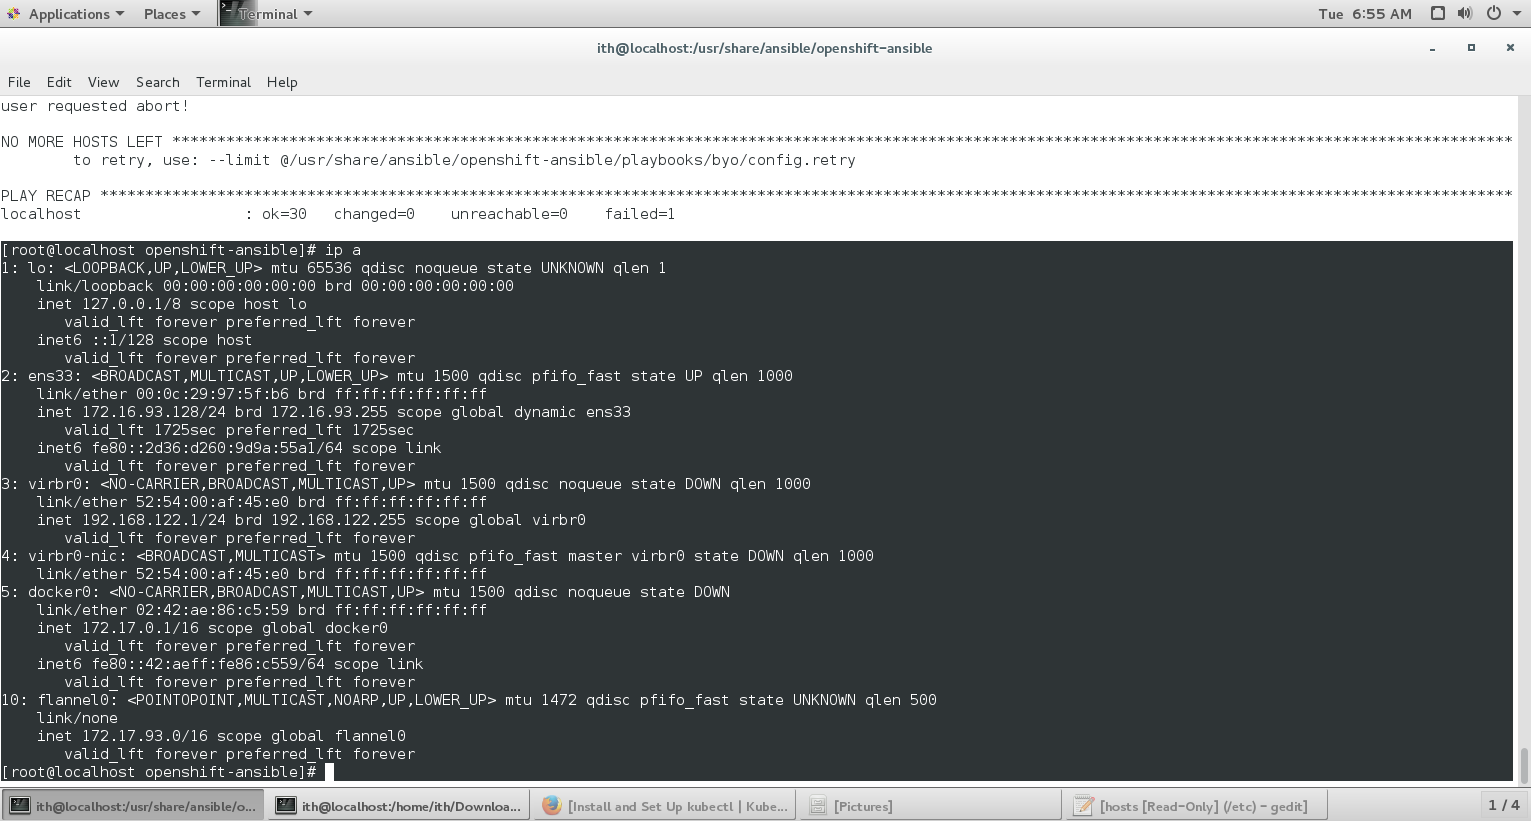 Applications Places Terminal Tue 6:55 AM
ith@localhost:/usr/share/ansible/openshift-ansible
File Edit View Search Terminal Help
user requested abort!
NO MORE HOSTS LEFT *****************************************************************************************************************************************************
to retry, use: --limit @/usr/share/ansible/openshift-ansible/playbooks/byo/config.retry
PLAY RECAP *************************************************************************************************************************************************************
localhost : ok=30 changed=0 unreachable=0 failed=1
[root@localhost openshift-ansible]# ip a
1: lo: <LOOPBACK,UP,LOWER_UP> mtu 65536 qdisc noqueue state UNKNOWN qlen 1
link/loopback 00:00:00:00:00:00 brd 00:00:00:00:00:00
inet 127.0.0.1/8 scope host lo
valid_lft forever preferred_lft forever
inet6 ::1/128 scope host
valid_lft forever preferred_lft forever
2: ens33: <BROADCAST,MULTICAST,UP,LOWER_UP> mtu 1500 qdisc pfifo_fast state UP qlen 1000
link/ether 00:0c:29:97:5f:b6 brd ff:ff:ff:ff:ff:ff
inet 172.16.93.128/24 brd 172.16.93.255 scope global dynamic ens33
valid_lft 1725sec preferred_lft 1725sec
inet6 fe80::2d36:d260:9d9a:55a1/64 scope link
valid_lft forever preferred_lft forever
3: virbr0: <NO-CARRIER,BROADCAST,MULTICAST,UP> mtu 1500 qdisc noqueue state DOWN qlen 1000
link/ether 52:54:00:af:45:e0 brd ff:ff:ff:ff:ff:ff
inet 192.168.122.1/24 brd 192.168.122.255 scope global virbr0
valid_lft forever preferred_lft forever
4: virbr0-nic: <BROADCAST,MULTICAST> mtu 1500 qdisc pfifo_fast master virbr0 state DOWN qlen 1000
link/ether 52:54:00:af:45:e0 brd ff:ff:ff:ff:ff:ff
5: docker0: <NO-CARRIER,BROADCAST,MULTICAST,UP> mtu 1500 qdisc noqueue state DOWN
link/ether 02:42:ae:86:c5:59 brd ff:ff:ff:ff:ff:ff
inet 172.17.0.1/16 scope global docker0
valid_lft forever preferred_lft forever
inet6 fe80::42:aeff:fe86:c559/64 scope link
valid_lft forever preferred_lft forever
10: flannel0: <POINTOPOINT,MULTICAST,NOARP,UP,LOWER_UP> mtu 1472 qdisc pfifo_fast state UNKNOWN qlen 500
link/none
inet 172.17.93.0/16 scope global flannel0
valid_lft forever preferred_lft forever
[root@localhost openshift-ansible]#
ith@localhost:/usr/share/ansible/o... ith@localhost:/home/ith/Downloa... [Install and Set Up kubectl | Kube... [Pictures] [hosts [Read-Only] (/etc) - gedit] 1 / 4